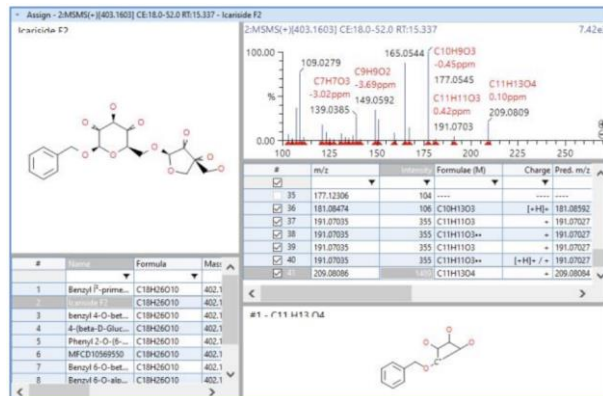 Assign - 2:MSMS(+)[403.1603] CE:18.0-52.0 RT:15.337 - Icariside F2
Icariside F2
2:MSMS(+)[403.1603] CE:18.0-52.0 RT:15.337
7.42e
100.00
%
0.00
109.0279
C7H7O3
-3.02ppm
139.0385
C9H9O2
-3.69ppm
149.0592
165.0544
C10H9O3
-0.45ppm
177.0545
C11H11O3
0.42ppm
191.0703
C11H13O4
0.10ppm
209.0809
100 125 150 175 200 225 250
# m/z Intensity Formulae (M) Charge Pred. m/z
35 177.12306 104 ---- ---- ----
36 181.08474 106 C10H13O3 [+H]+ 181.08592
37 191.07035 355 C11H11O3•• + 191.07027
38 191.07035 355 C11H11O3•• + 191.07027
39 191.07035 355 C11H11O3 + 191.07027
40 191.07035 355 C11H11O3•• [+H]+ / + 191.07027
41 209.08086 C11H13O4 + 209.08084
# Name Formula Mass
1 Benzyl β-prime... C18H26O10 402.1
2 Icariside F2 C18H26O10 402.1
3 benzyl 4-O-bet... C18H26O10 402.1
4 4-(beta-D-Gluc... C18H26O10 402.1
5 Phenyl 2-O-(6-... C18H26O10 402.1
6 MFCD10569550 C18H26O10 402.1
7 Benzyl 6-O-bet... C18H26O10 402.1
8 Benzyl 6-O-alp... C18H26O10 402.1
#1 - C11 H13 O4